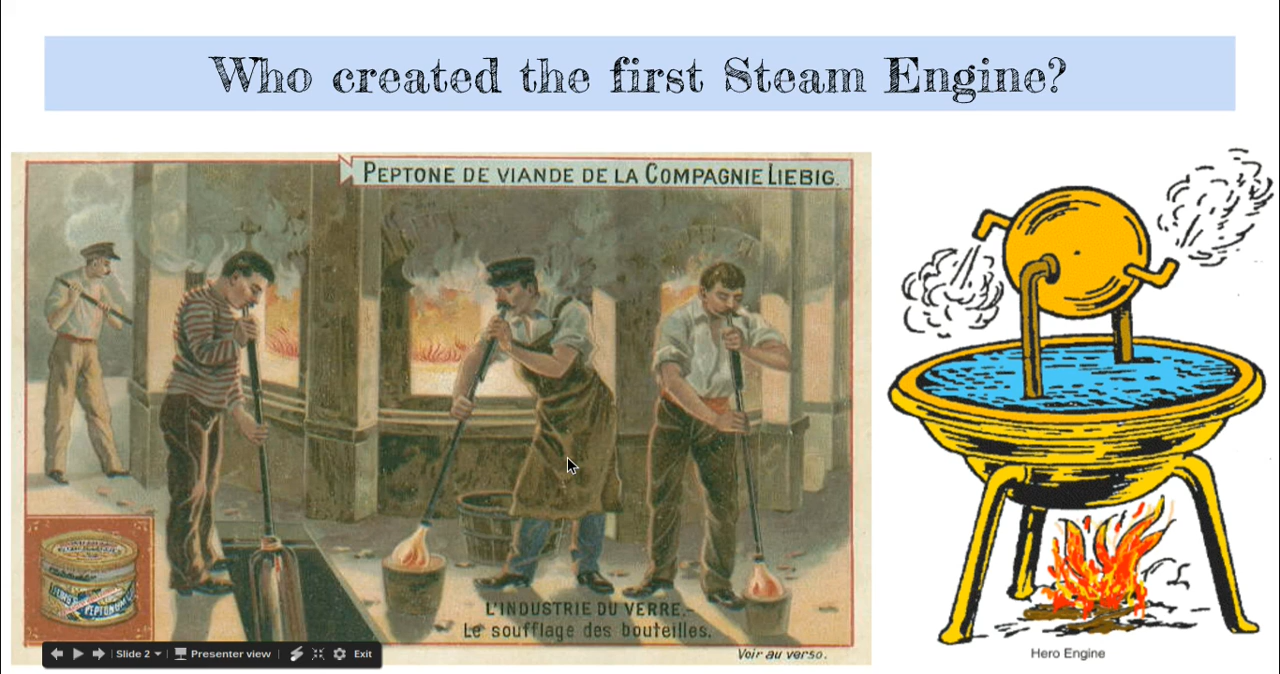 Who created the first Steam Engine?
PEPTONE DE VIANDE DE LA COMPAGNIE LIEBIG.
L'INDUSTRIE DU VERRE.-
Le soufflage des bouteilles.
Voir au verso.
Hero Engine
Slide 2
Presenter view
Exit